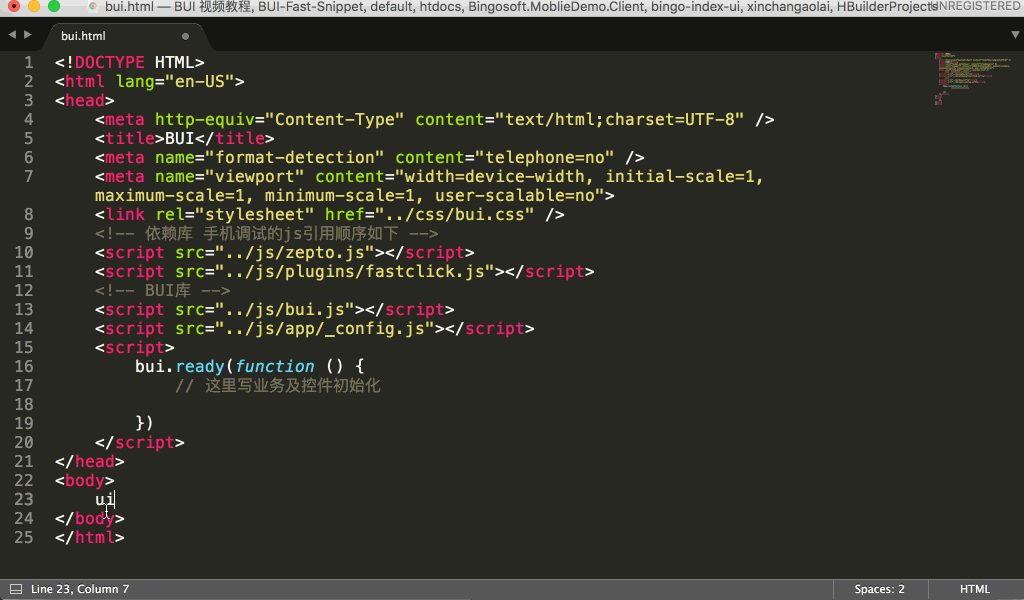 bui.html — BUI 视频教程, BUI-Fast-Snippet, default, htdocs, Bingosoft.MoblieDemo.Client, bingo-index-ui, xinchangaolai, HBuilderProjects
UNREGISTERED
bui.html
1 <!DOCTYPE HTML>
2 <html lang="en-US">
3 <head>
4 <meta http-equiv="Content-Type" content="text/html;charset=UTF-8" />
5 <title>BUI</title>
6 <meta name="format-detection" content="telephone=no" />
7 <meta name="viewport" content="width=device-width, initial-scale=1,
maximum-scale=1, minimum-scale=1, user-scalable=no">
8 <link rel="stylesheet" href="../css/bui.css" />
9 <!-- 依赖库 手机调试的js引用顺序如下 -->
10 <script src="../js/zepto.js"></script>
11 <script src="../js/plugins/fastclick.js"></script>
12 <!-- BUI库 -->
13 <script src="../js/bui.js"></script>
14 <script src="../js/app/_config.js"></script>
15 <script>
16 bui.ready(function () {
17 // 这里写业务及控件初始化
18
19 })
20 </script>
21 </head>
22 <body>
23 ui
24 </body>
25 </html>
Line 23, Column 7
Spaces: 2
HTML